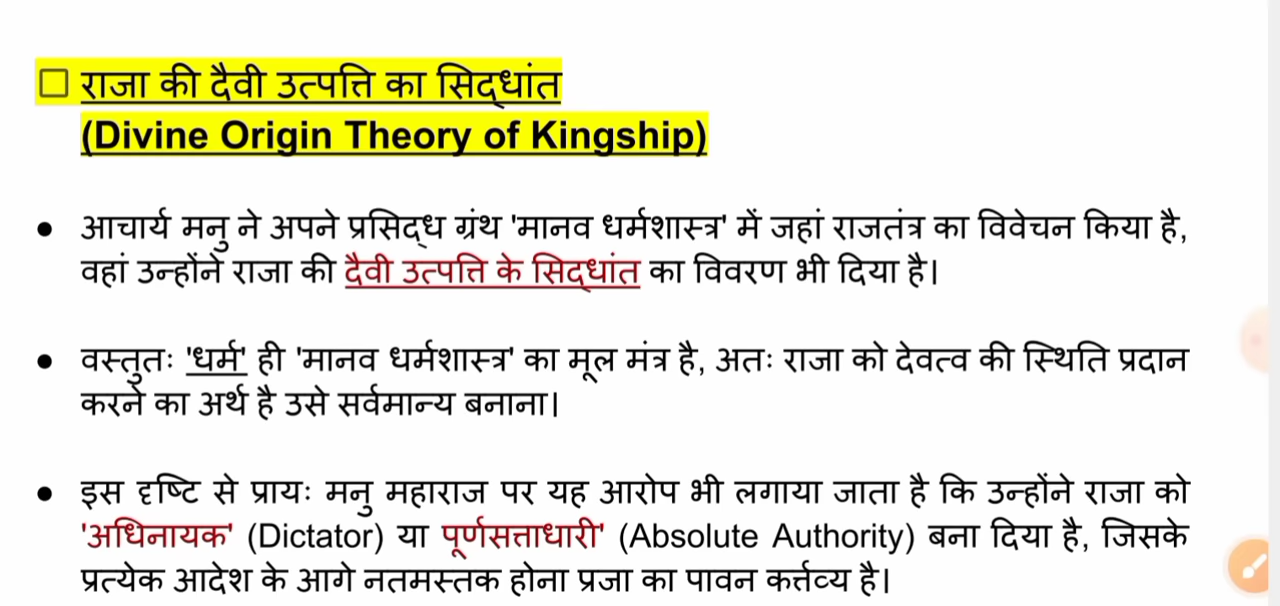 □ राजा की दैवी उत्पत्ति का सिद्धांत
(Divine Origin Theory of Kingship)
● आचार्य मनु ने अपने प्रसिद्ध ग्रंथ 'मानव धर्मशास्त्र' में जहां राजतंत्र का विवेचन किया है,
वहां उन्होंने राजा की दैवी उत्पत्ति के सिद्धांत का विवरण भी दिया है।
● वस्तुतः 'धर्म' ही 'मानव धर्मशास्त्र' का मूल मंत्र है, अतः राजा को देवत्व की स्थिति प्रदान
करने का अर्थ है उसे सर्वमान्य बनाना।
● इस दृष्टि से प्रायः मनु महाराज पर यह आरोप भी लगाया जाता है कि उन्होंने राजा को
'अधिनायक' (Dictator) या पूर्णसत्ताधारी' (Absolute Authority) बना दिया है, जिसके
प्रत्येक आदेश के आगे नतमस्तक होना प्रजा का पावन कर्त्तव्य है।